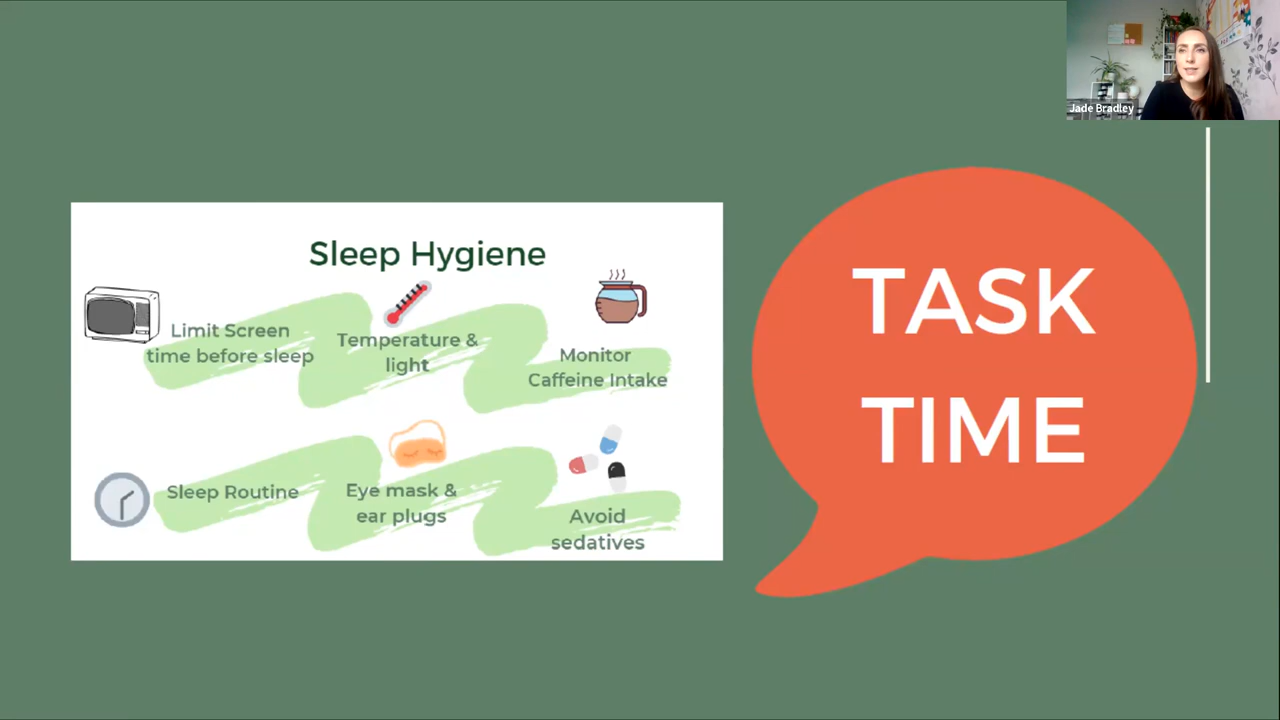 Jade Bradley
Sleep Hygiene
Limit Screen
time before sleep
Temperature &
light
Monitor
Caffeine Intake
Sleep Routine
Eye mask &
ear plugs
Avoid
sedatives
TASK
TIME